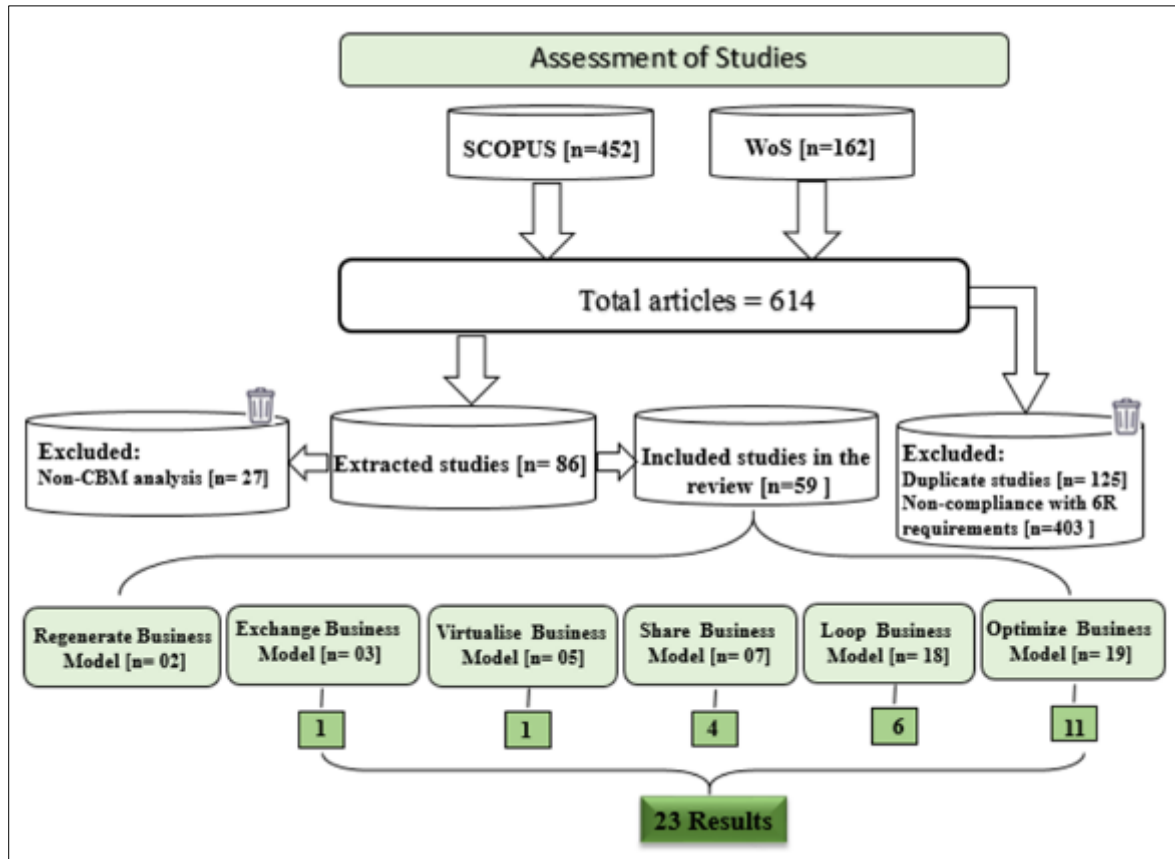 Assessment of Studies
SCOPUS [n=452]
WoS [n=162]
Total articles = 614
Excluded:
Non-CBM analysis [n= 27]
Extracted studies [n= 86]
Included studies in the
review [n=59 ]
Excluded:
Duplicate studies [n= 125]
Non-compliance with 6R
requirements [n=403 ]
Regenerate Business
Model [n= 02]
Exchange Business
Model [n= 03]
Virtualise Business
Model [n= 05]
Share Business
Model [n= 07]
Loop Business
Model [n= 18]
Optimize Business
Model [n= 19]
1
1
4
6
11
23 Results